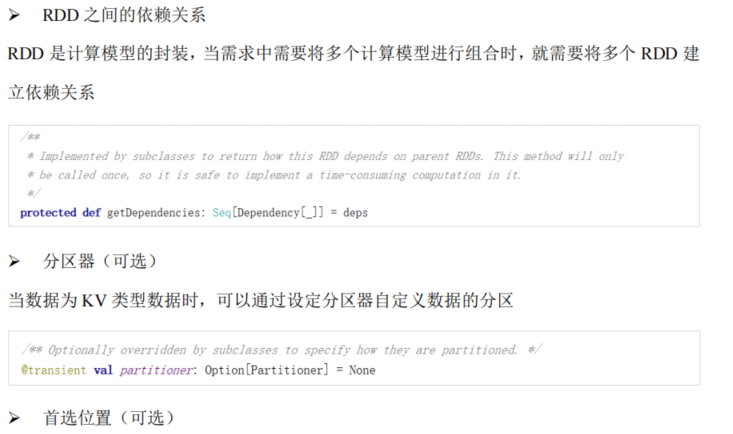 ➢ RDD 之间的依赖关系
RDD 是计算模型的封装，当需求中需要将多个计算模型进行组合时，就需要将多个 RDD 建
立依赖关系
/**
* Implemented by subclasses to return how this RDD depends on parent RDDs. This method will only
* be called once, so it is safe to implement a time-consuming computation in it.
*/
protected def getDependencies: Seq[Dependency[_]] = deps
➢ 分区器（可选）
当数据为 KV 类型数据时，可以通过设定分区器自定义数据的分区
/** Optionally overridden by subclasses to specify how they are partitioned. */
@transient val partitioner: Option[Partitioner] = None
➢ 首选位置（可选）